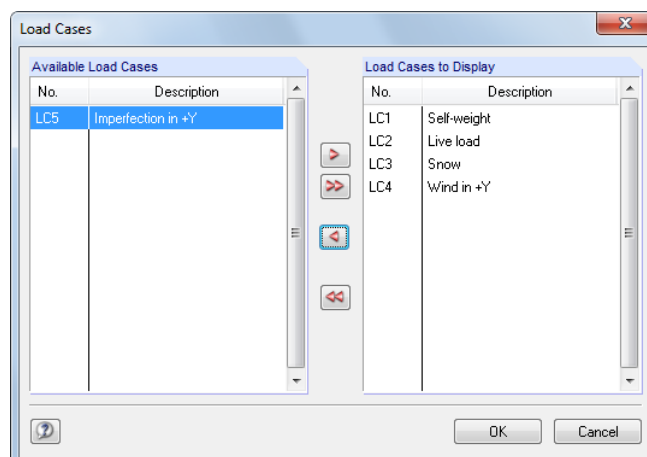 Load Cases
Available Load Cases
No. Description
LC5 Imperfection in +Y
Load Cases to Display
No. Description
LC1 Self-weight
LC2 Live load
LC3 Snow
LC4 Wind in +Y
OK Cancel